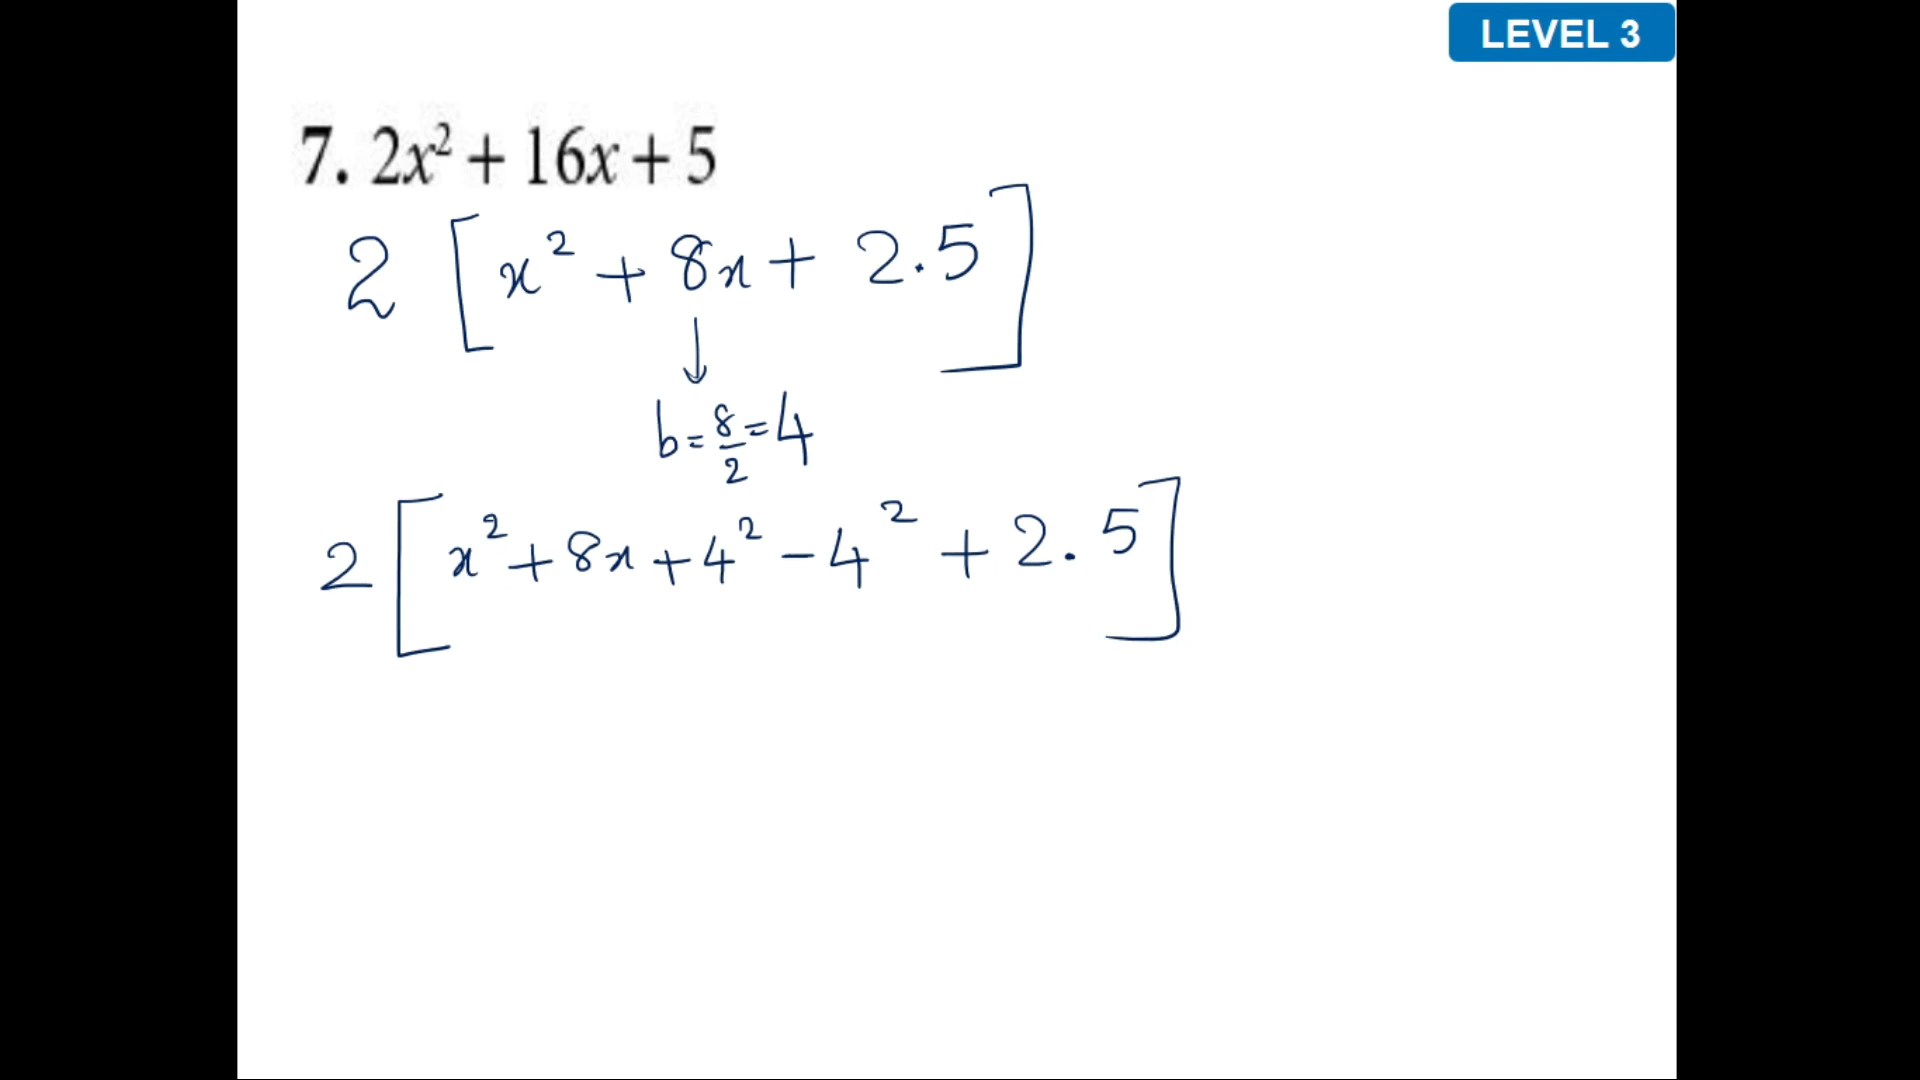 LEVEL 3
7. 2x² + 16x + 5
2 [x² + 8x + 2.5]
↓
b = 8/2 = 4
2 [x² + 8x + 4² - 4² + 2.5]